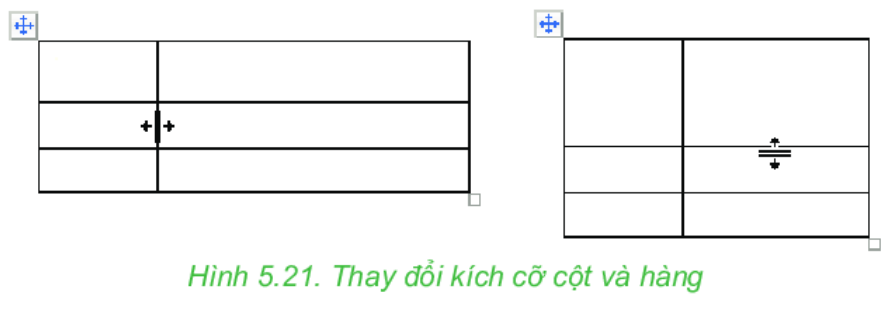 Hình 5.21. Thay đổi kích cỡ cột và hàng